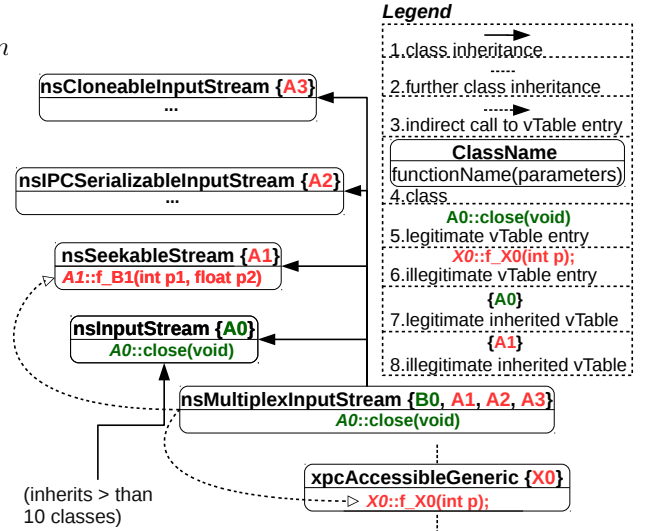 n
nsCloneableInputStream {A3}
...
nsIPCSerializableInputStream {A2}
...
nsSeekableStream {A1}
A1::f_B1(int p1, float p2)
nsInputStream {A0}
A0::close(void)
nsMultiplexInputStream {B0, A1, A2, A3}
A0::close(void)
xpcAccessibleGeneric {X0}
X0::f_X0(int p);
(inherits > than
10 classes)
Legend
1.class inheritance
2.further class inheritance
3.indirect call to vTable entry
ClassName
functionName(parameters)
4.class
A0::close(void)
5.legitimate vTable entry
X0::f_X0(int p);
6.illegitimate vTable entry
{A0}
7.legitimate inherited vTable
{A1}
8.illegitimate inherited vTable